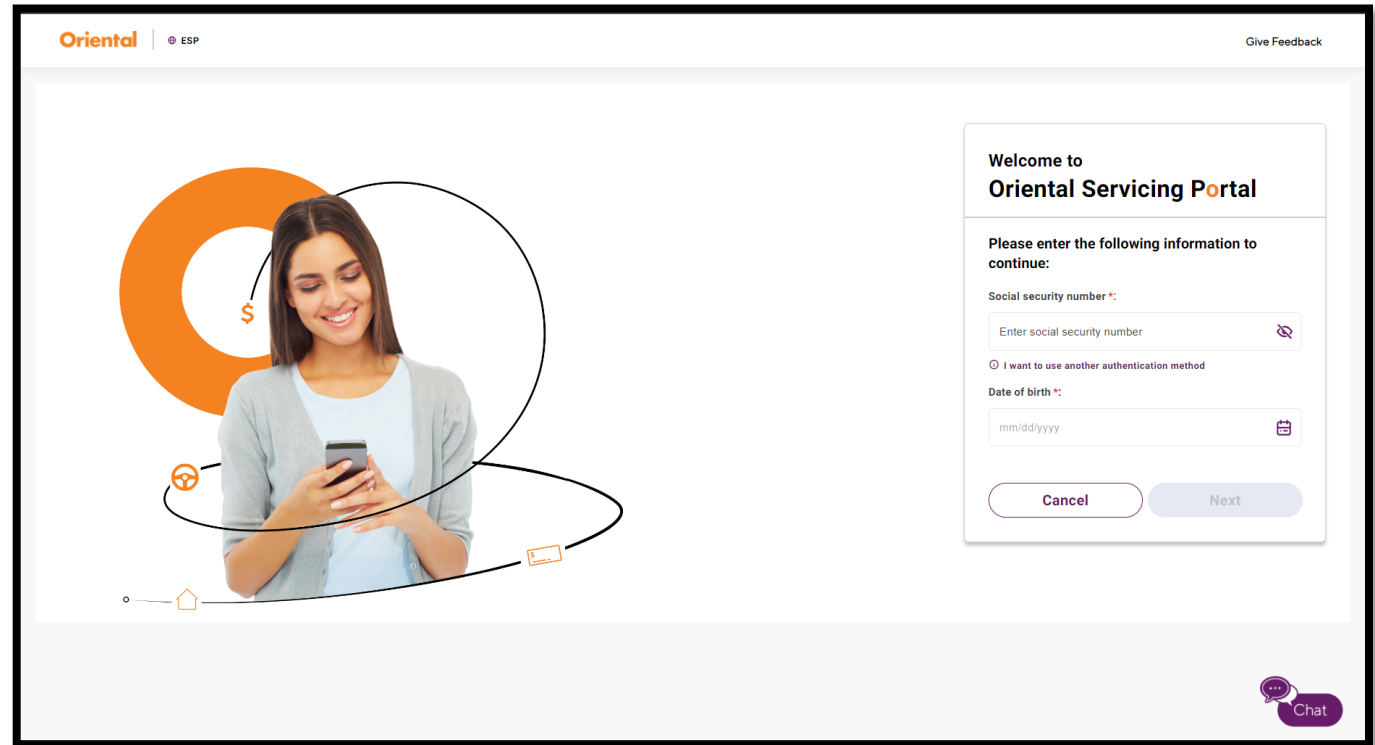 Oriental
ESP
Give Feedback
Welcome to
Oriental Servicing Portal
Please enter the following information to
continue:
Social security number *:
Enter social security number
I want to use another authentication method
Date of birth *:
mm/dd/yyyy
Cancel
Next
$
$
Chat